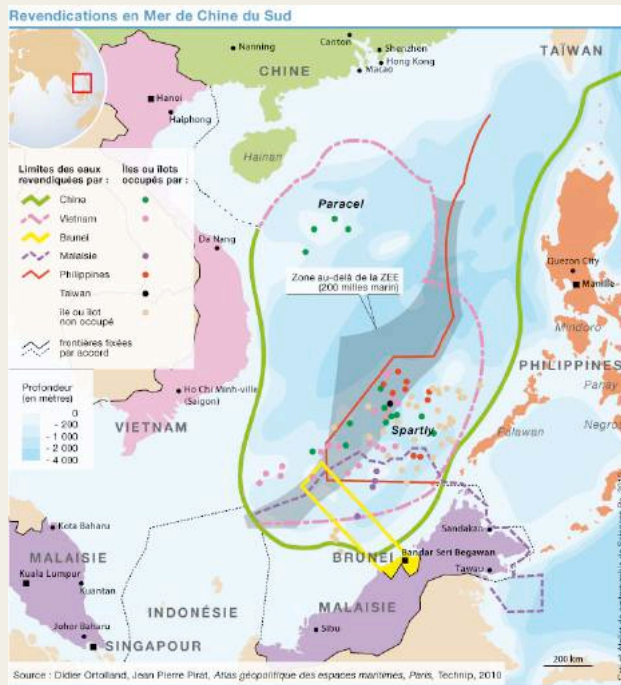 Revendications en Mer de Chine du Sud
Nanning
Canton
Shenzhen
Hong Kong
Macao
CHINE
TAÏWAN
Hanoi
Haiphong
Hainan
Limites des eaux revendiquées par :
Îles ou îlots occupés par :
China
Vietnam
Brunei
Malaisie
Philippines
Taiwan
île ou îlot
non occupé
frontières fixées
par accord
Profondeur
(en mètres)
0
- 200
- 1 000
- 2 000
- 4 000
Paracel
Da Nang
Zone au-delà de la ZEE
(200 milles marin)
Quezon City
Manille
Mindoro
PHILIPPINES
Panay
Negros
Palawan
Ho Chi Minh-ville
(Saigon)
VIETNAM
Spartly
Kota Baharu
MALAISIE
Kuala Lumpur
Kuantan
Johor Baharu
SINGAPOUR
INDONÉSIE
BRUNEI
Bandar Seri Begawan
Sandakan
Tawau
MALAISIE
Sibu
200 km
Source : Didier Ortolland, Jean Pierre Pirat, Atlas géopolitique des espaces maritimes, Paris, Technip, 2010